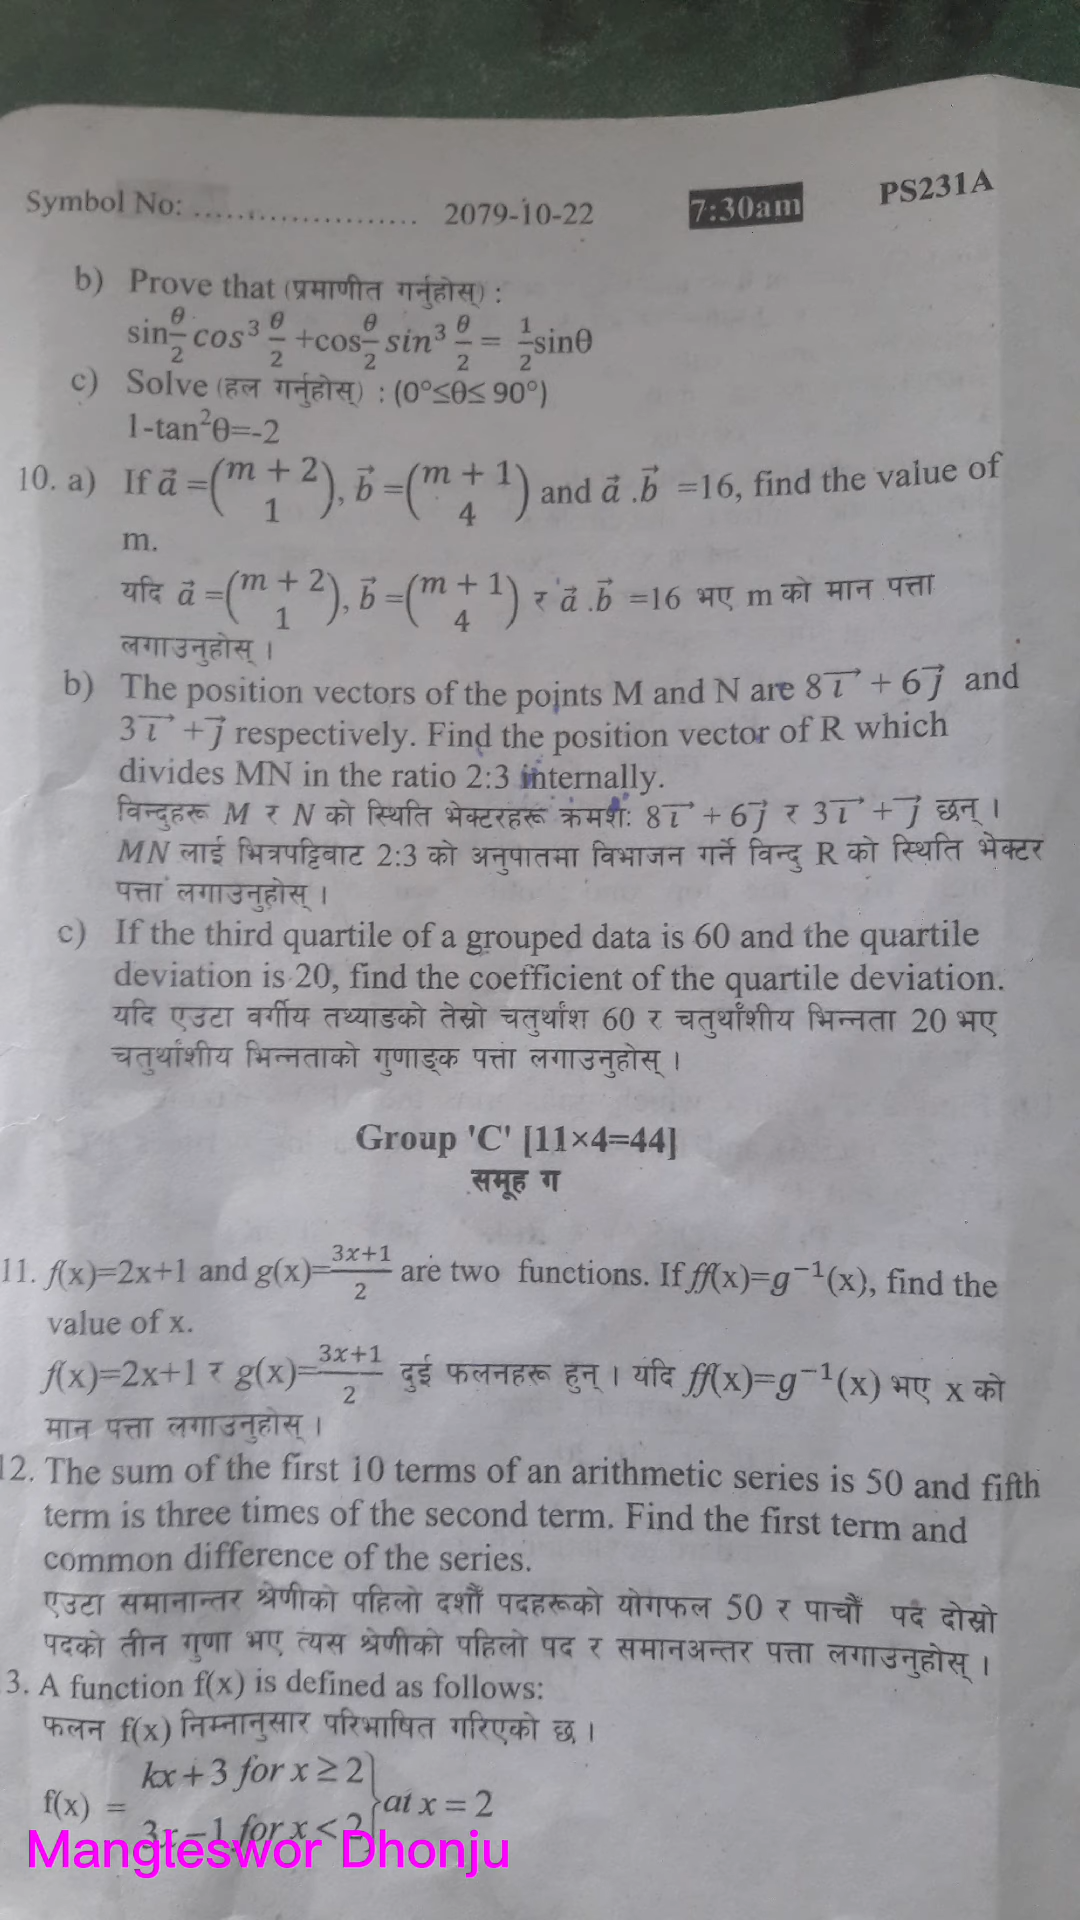 Symbol No: ...................... 2079-10-22 7:30am PS231A
b) Prove that (प्रमाणीत गर्नुहोस्) :
sin θ/2 cos³ θ/2 +cos θ/2 sin³ θ/2 = 1/2 sinθ
c) Solve (हल गर्नुहोस्) : (0°≤θ≤ 90°)
1-tan²θ=-2
10. a) If a⃗ =(m + 2 / 1), b⃗ =(m + 1 / 4) and a⃗ .b⃗ =16, find the value of
m.
यदि a⃗ =(m + 2 / 1), b⃗ =(m + 1 / 4) र a⃗ .b⃗ =16 भए m को मान पत्ता
लगाउनुहोस् ।
b) The position vectors of the points M and N are 8i⃗ + 6j⃗ and
3i⃗ +j⃗ respectively. Find the position vector of R which
divides MN in the ratio 2:3 internally.
विन्दुहरू M र N को स्थिति भेक्टरहरू क्रमशः 8i⃗ + 6j⃗ र 3i⃗ + j⃗ छन् ।
MN लाई भित्रपट्टिबाट 2:3 को अनुपातमा विभाजन गर्ने विन्दु R को स्थिति भेक्टर
पत्ता लगाउनुहोस् ।
c) If the third quartile of a grouped data is 60 and the quartile
deviation is 20, find the coefficient of the quartile deviation.
यदि एउटा वर्गीय तथ्याङको तेस्रो चतुर्थांश 60 र चतुर्थाँशीय भिन्नता 20 भए
चतुर्थांशीय भिन्नताको गुणाङ्क पत्ता लगाउनुहोस् ।
Group 'C' [11×4=44]
समूह ग
11. f(x)=2x+1 and g(x)=3x+1/2 are two functions. If ff(x)=g⁻¹(x), find the
value of x.
f(x)=2x+1 र g(x)=3x+1/2 दुई फलनहरू हुन् । यदि ff(x)=g⁻¹(x) भए x को
मान पत्ता लगाउनुहोस् ।
12. The sum of the first 10 terms of an arithmetic series is 50 and fifth
term is three times of the second term. Find the first term and
common difference of the series.
एउटा समानान्तर श्रेणीको पहिलो दशौँ पदहरूको योगफल 50 र पाचौँ पद दोस्रो
पदको तीन गुणा भए त्यस श्रेणीको पहिलो पद र समानअन्तर पत्ता लगाउनुहोस् ।
3. A function f(x) is defined as follows:
फलन f(x) निम्नानुसार परिभाषित गरिएको छ ।
kx + 3 for x ≥ 2
f(x) = } at x = 2
3x – 1 for x < 2
Mangleswor Dhonju